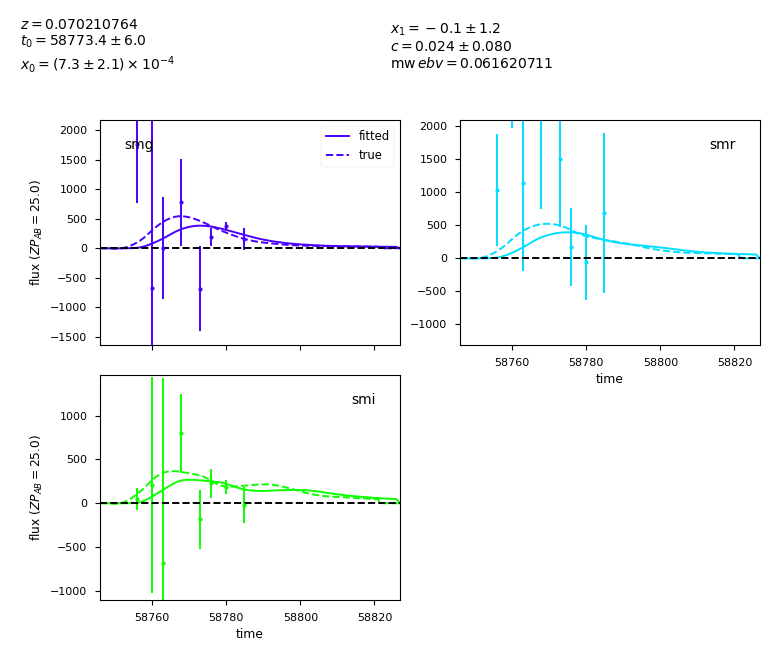 z = 0.070210764
t₀ = 58773.4 ± 6.0
x₀ = (7.3 ± 2.1) × 10⁻⁴
x₁ = −0.1 ± 1.2
c = 0.024 ± 0.080
mw ebv = 0.061620711
smg
fitted
true
flux (ZP_AB = 25.0)
2000
1500
1000
500
0
−500
−1000
−1500
smr
2000
1500
1000
500
0
−500
−1000
58760 58780 58800 58820
time
smi
flux (ZP_AB = 25.0)
1000
500
0
−500
−1000
58760 58780 58800 58820
time